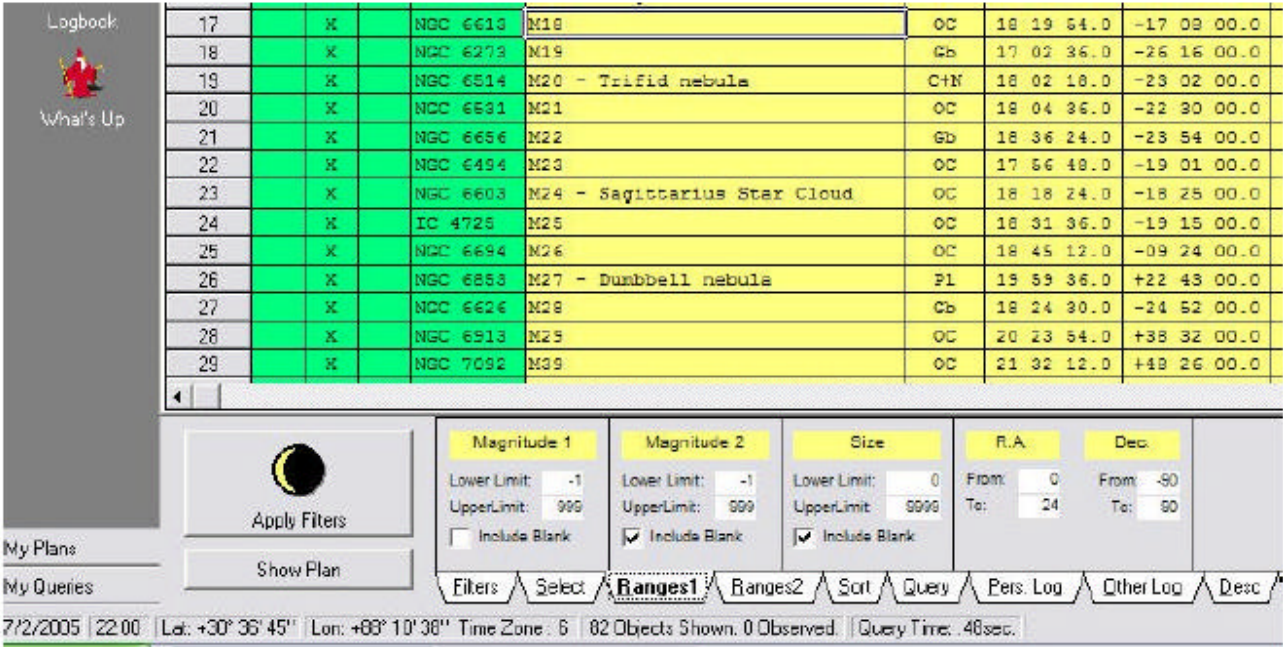 Logbook
What's Up
17 X NGC 6613 M18 OC 18 19 54.0 -17 08 00.0
18 X NGC 6273 M19 Gb 17 02 36.0 -26 16 00.0
19 X NGC 6514 M20 - Trifid nebula C+N 18 02 18.0 -23 02 00.0
20 X NGC 6531 M21 OC 18 04 36.0 -22 30 00.0
21 X NGC 6656 M22 Gb 18 36 24.0 -23 54 00.0
22 X NGC 6494 M23 OC 17 56 48.0 -19 01 00.0
23 X NGC 6603 M24 - Sagittarius Star Cloud OC 18 18 24.0 -18 25 00.0
24 X IC 4725 M25 OC 18 31 36.0 -19 15 00.0
25 X NGC 6694 M26 OC 18 45 12.0 -09 24 00.0
26 X NGC 6853 M27 - Dumbbell nebula Pl 19 59 36.0 +22 43 00.0
27 X NGC 6626 M28 Gb 18 24 30.0 -24 52 00.0
28 X NGC 6913 M29 OC 20 23 54.0 +38 32 00.0
29 X NGC 7092 M39 OC 21 32 12.0 +48 26 00.0
Apply Filters
Show Plan
Magnitude 1 Magnitude 2 Size R.A. Dec.
Lower Limit: -1 Lower Limit: -1 Lower Limit: 0 From: 0 From: -90
UpperLimit: 999 UpperLimit: 999 UpperLimit: 9999 To: 24 To: 90
Include Blank Include Blank Include Blank
My Plans
My Queries
Filters Select Ranges1 Ranges2 Sort Query Pers. Log Other Log Desc
7/2/2005 22:00 Lat: +30° 36' 45'' Lon: +88° 10' 38'' Time Zone : 6 82 Objects Shown. 0 Observed. Query Time: .48sec.